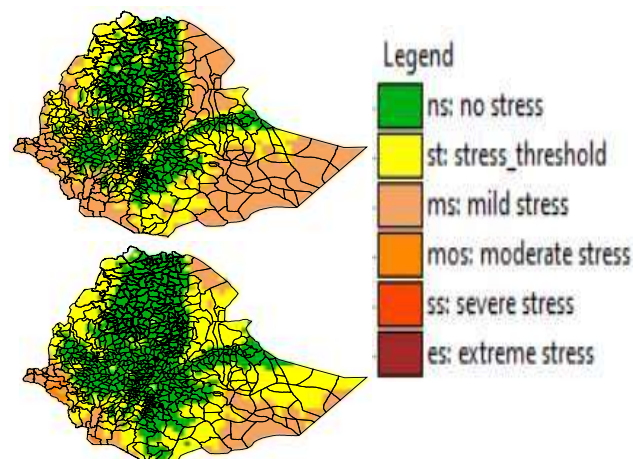 Legend
ns: no stress
st: stress_threshold
ms: mild stress
mos: moderate stress
ss: severe stress
es: extreme stress